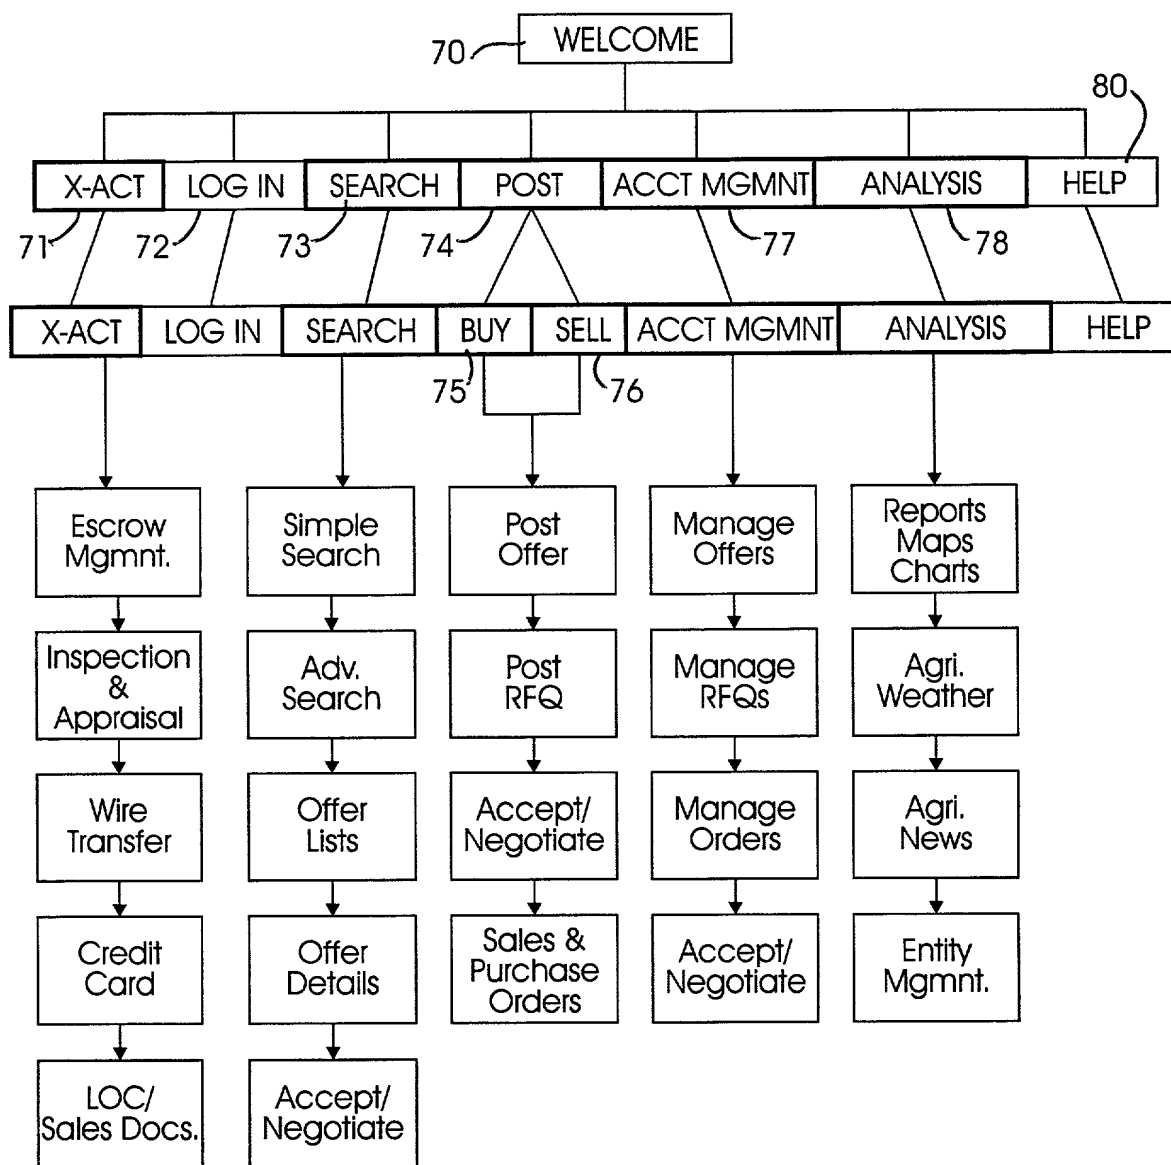 70
WELCOME
80
X-ACT
LOG IN
SEARCH
POST
ACCT MGMNT
ANALYSIS
HELP
71
72
73
74
77
78
X-ACT
LOG IN
SEARCH
BUY
SELL
ACCT MGMNT
ANALYSIS
HELP
75
76
Escrow
Mgmnt.
Inspection
&
Appraisal
Wire
Transfer
Credit
Card
LOC/
Sales Docs.
Simple
Search
Adv.
Search
Offer
Lists
Offer
Details
Accept/
Negotiate
Post
Offer
Post
RFQ
Accept/
Negotiate
Sales &
Purchase
Orders
Manage
Offers
Manage
RFQs
Manage
Orders
Accept/
Negotiate
Reports
Maps
Charts
Agri.
Weather
Agri.
News
Entity
Mgmnt.